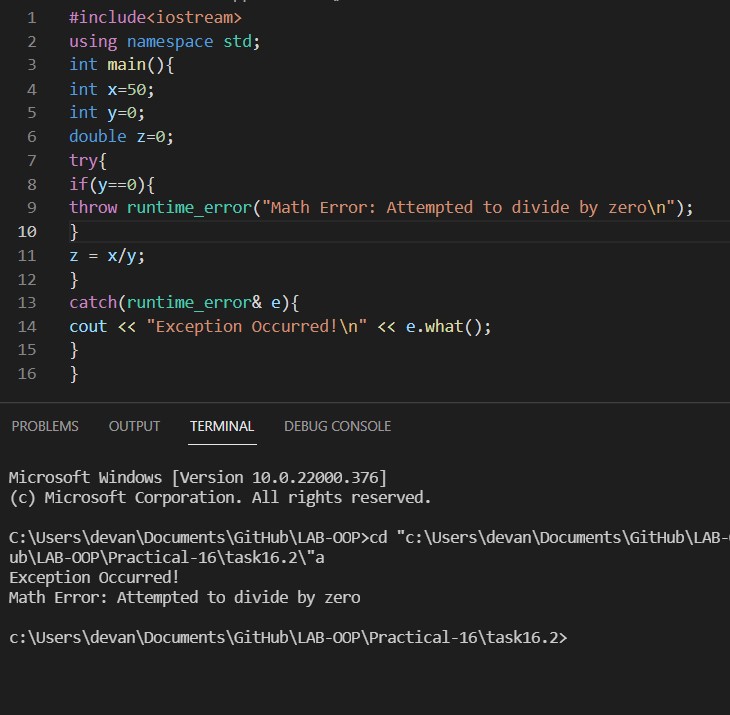 1 #include<iostream>
2 using namespace std;
3 int main(){
4 int x=50;
5 int y=0;
6 double z=0;
7 try{
8 if(y==0){
9 throw runtime_error("Math Error: Attempted to divide by zero\n");
10 }
11 z = x/y;
12 }
13 catch(runtime_error& e){
14 cout << "Exception Occurred!\n" << e.what();
15 }
16 }
PROBLEMS OUTPUT TERMINAL DEBUG CONSOLE
Microsoft Windows [Version 10.0.22000.376]
(c) Microsoft Corporation. All rights reserved.
C:\Users\devan\Documents\GitHub\LAB-OOP>cd "c:\Users\devan\Documents\GitHub\LAB-
ub\LAB-OOP\Practical-16\task16.2\"a
Exception Occurred!
Math Error: Attempted to divide by zero
c:\Users\devan\Documents\GitHub\LAB-OOP\Practical-16\task16.2>